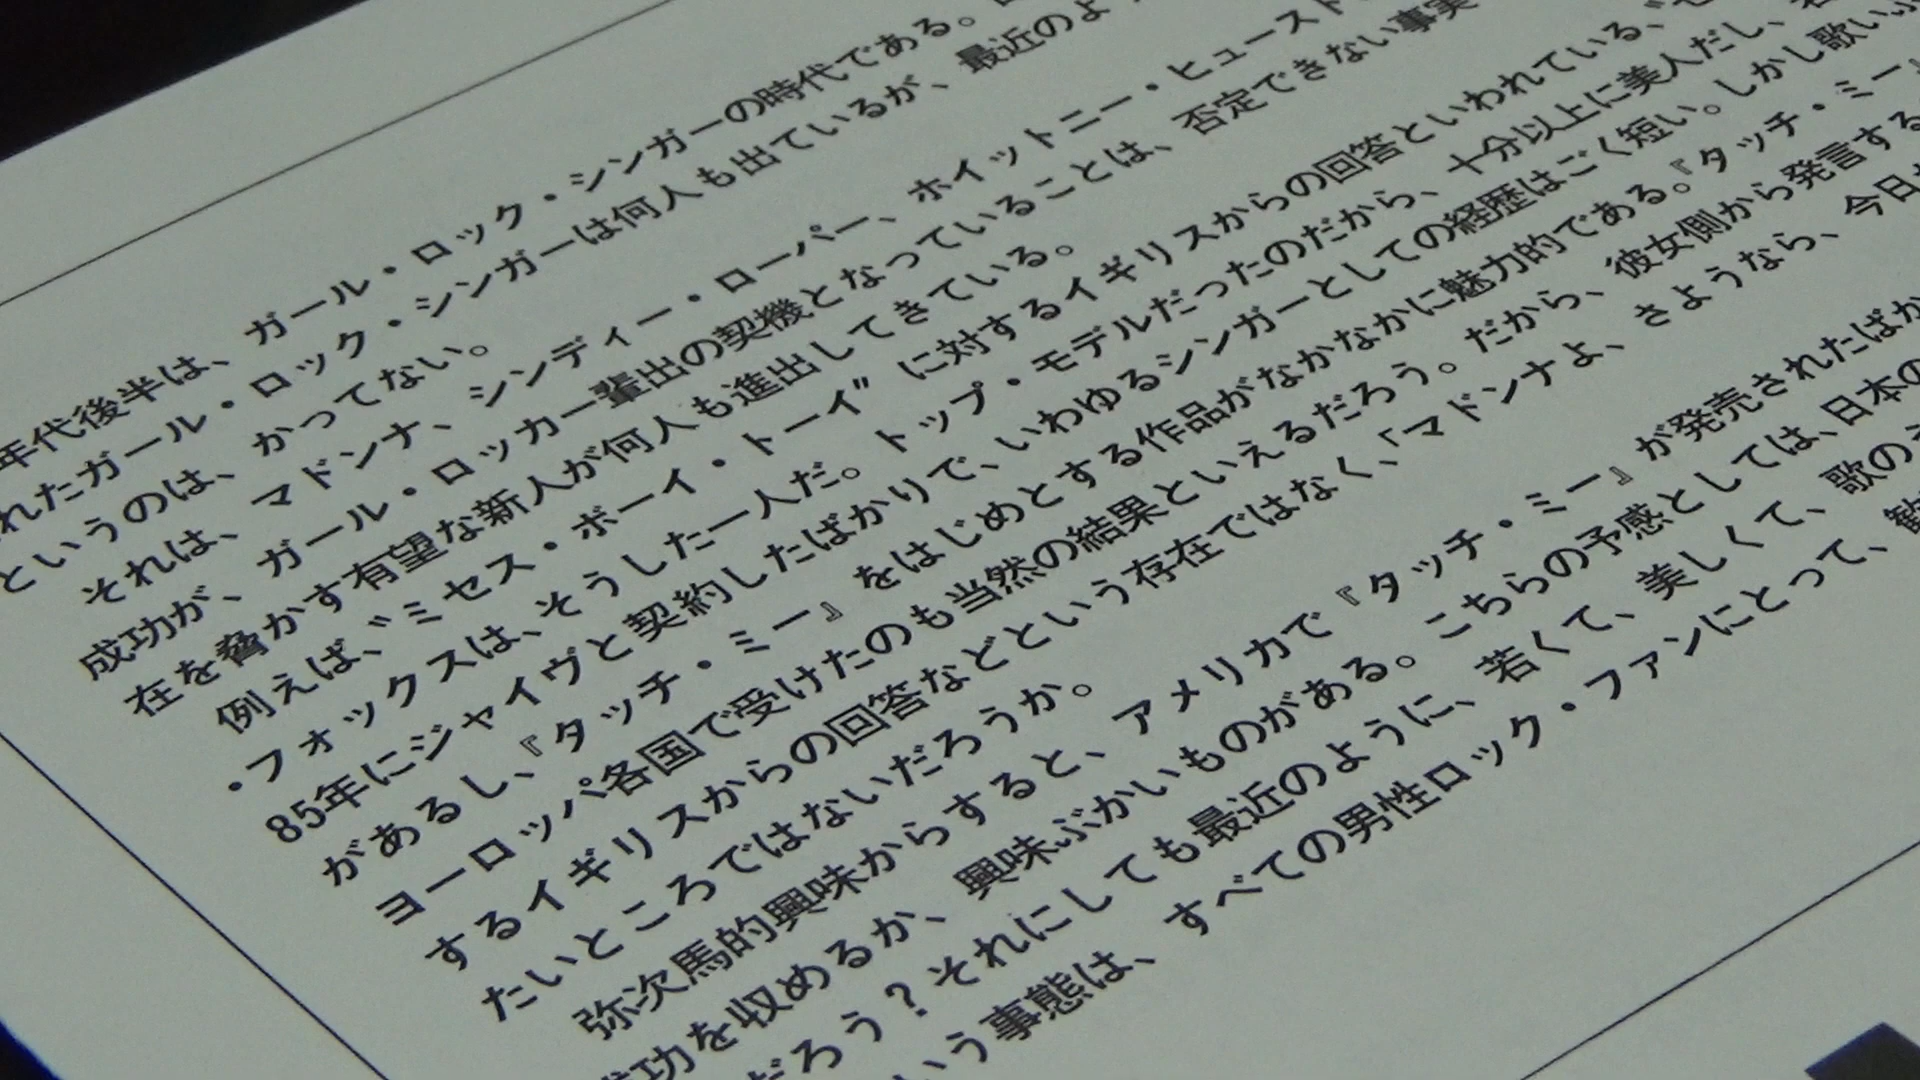 年代後半は、ガール・ロック・シンガーの時代である。
れたガール・ロック・シンガーは何人も出ているが、最近のよ
というのは、かつてない。
それは、マドンナ、シンディー・ローパー、ホイットニー・ヒュースト
成功が、ガール・ロッカー輩出の契機となっていることは、否定できない事実
在を脅かす有望な新人が何人も進出してきている。
例えば、〝ミセス・ボーイ・トーイ〟に対するイギリスからの回答といわれている、
・フォックスは、そうした一人だ。トップ・モデルだったのだから、十分以上に美人だし、
85年にジャイヴと契約したばかりで、いわゆるシンガーとしての経歴はごく短い。しかし歌いぶ
があるし、『タッチ・ミー』をはじめとする作品がなかなかに魅力的である。『タッチ・ミー』
ヨーロッパ各国で受けたのも当然の結果といえるだろう。だから、彼女側から発言する
するイギリスからの回答などという存在ではなく、「マドンナよ、さようなら、今日
たいところではないだろうか。
弥次馬的興味からすると、アメリカで『タッチ・ミー』が発売されたばか
成功を収めるか、興味ぶかいものがある。こちらの予感としては、日本の
だろう？それにしても最近のように、若くて、美しくて、歌のう
いう事態は、すべての男性ロック・ファンにとって、歓